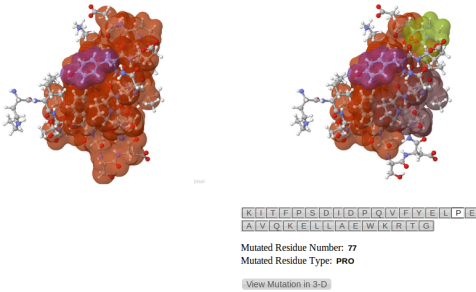 K I T F P S D I D P Q V F Y E L P E
A V Q K E L L A E W K R T G
Mutated Residue Number: 77
Mutated Residue Type: PRO
View Mutation in 3-D